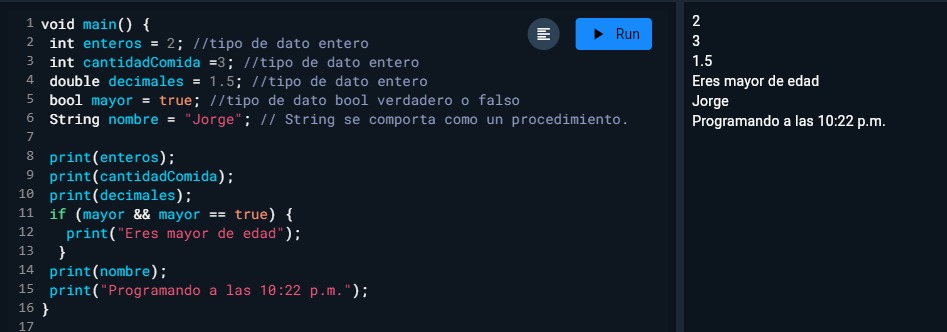 1 void main() {
2 int enteros = 2; //tipo de dato entero
3 int cantidadComida =3; //tipo de dato entero
4 double decimales = 1.5; //tipo de dato entero
5 bool mayor = true; //tipo de dato bool verdadero o falso
6 String nombre = "Jorge"; // String se comporta como un procedimiento.
7
8 print(enteros);
9 print(cantidadComida);
10 print(decimales);
11 if (mayor && mayor == true) {
12 print("Eres mayor de edad");
13 }
14 print(nombre);
15 print("Programando a las 10:22 p.m.");
16 }
17
Run
2
3
1.5
Eres mayor de edad
Jorge
Programando a las 10:22 p.m.